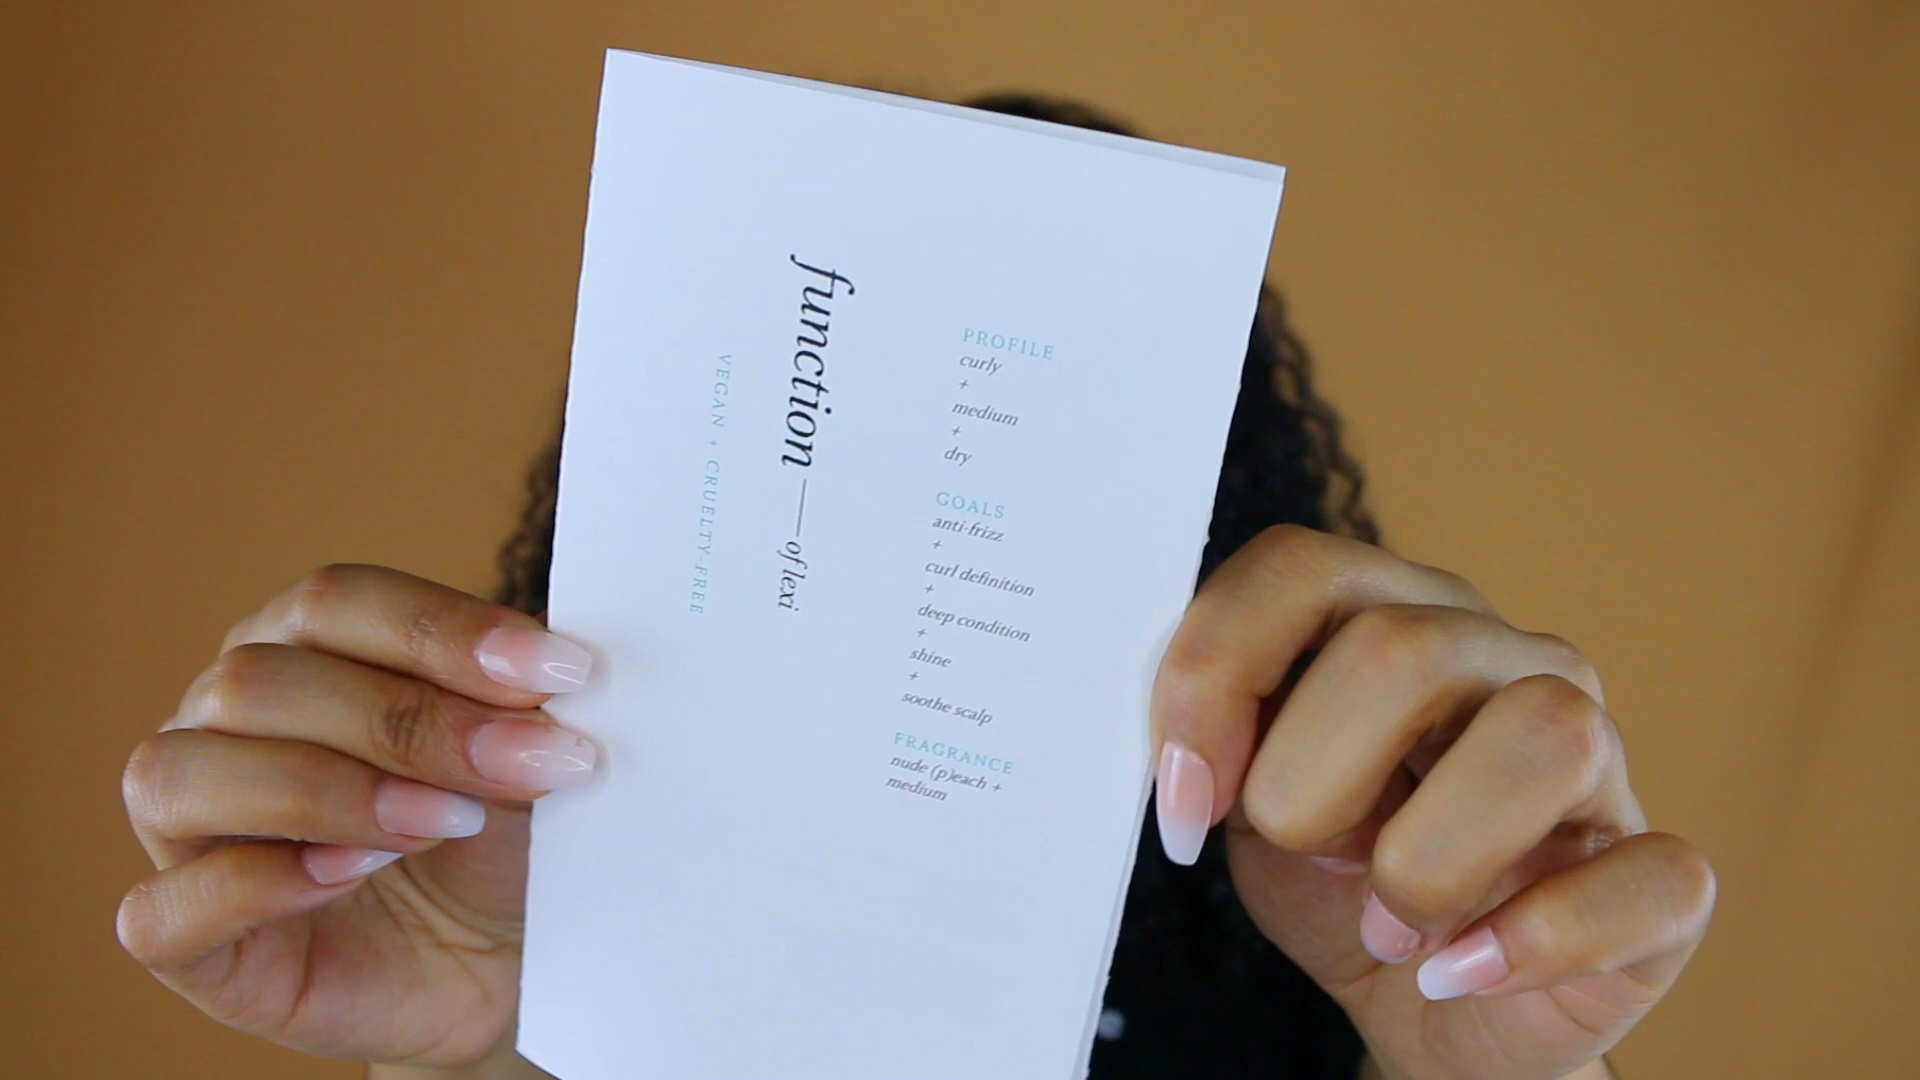 function — of lexi
VEGAN + CRUELTY-FREE
PROFILE
curly
+
medium
+
dry
GOALS
anti-frizz
+
curl definition
+
deep condition
+
shine
+
soothe scalp
FRAGRANCE
nude (p)each +
medium